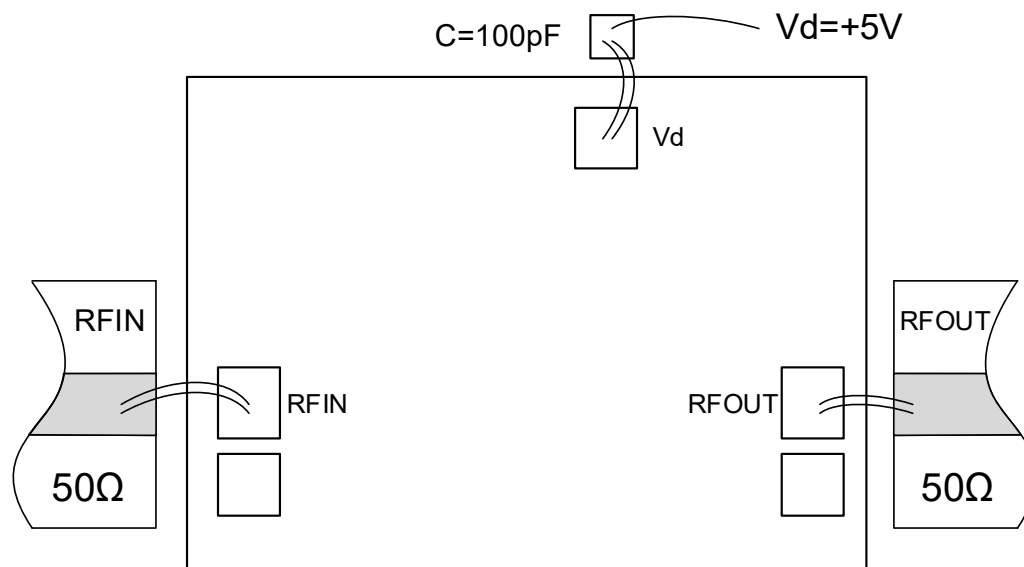 C=100pF
Vd=+5V
Vd
RFIN
RFOUT
RFIN
RFOUT
50Ω
50Ω